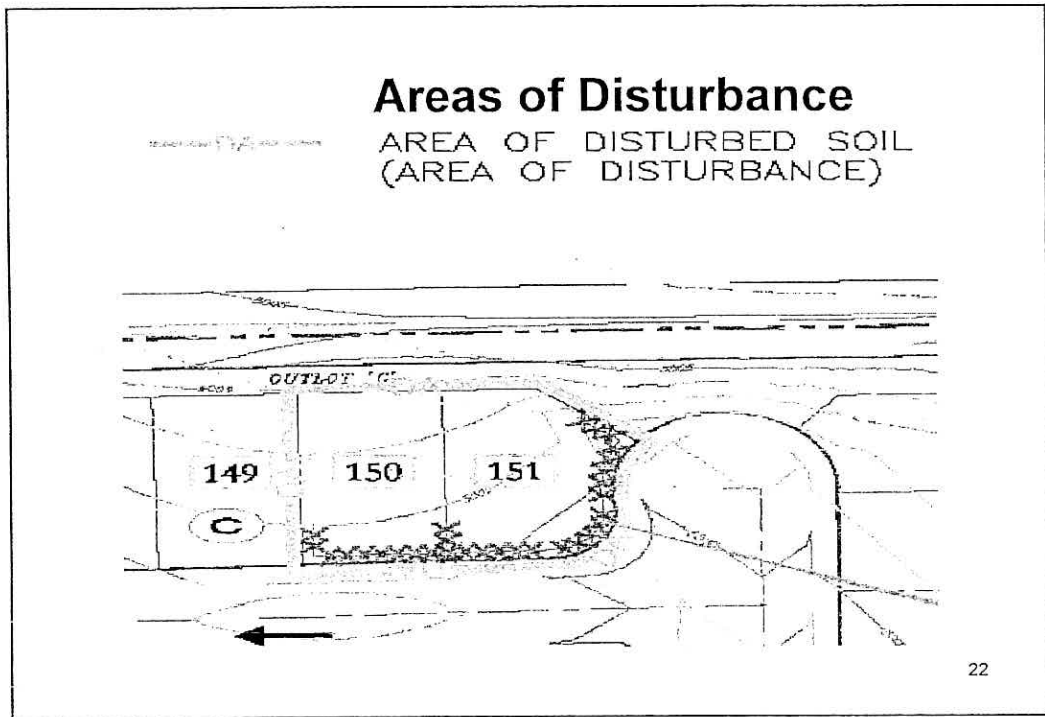 Areas of Disturbance
AREA OF DISTURBED SOIL
(AREA OF DISTURBANCE)
OUTLOT 'G'
149
150
151
C
22